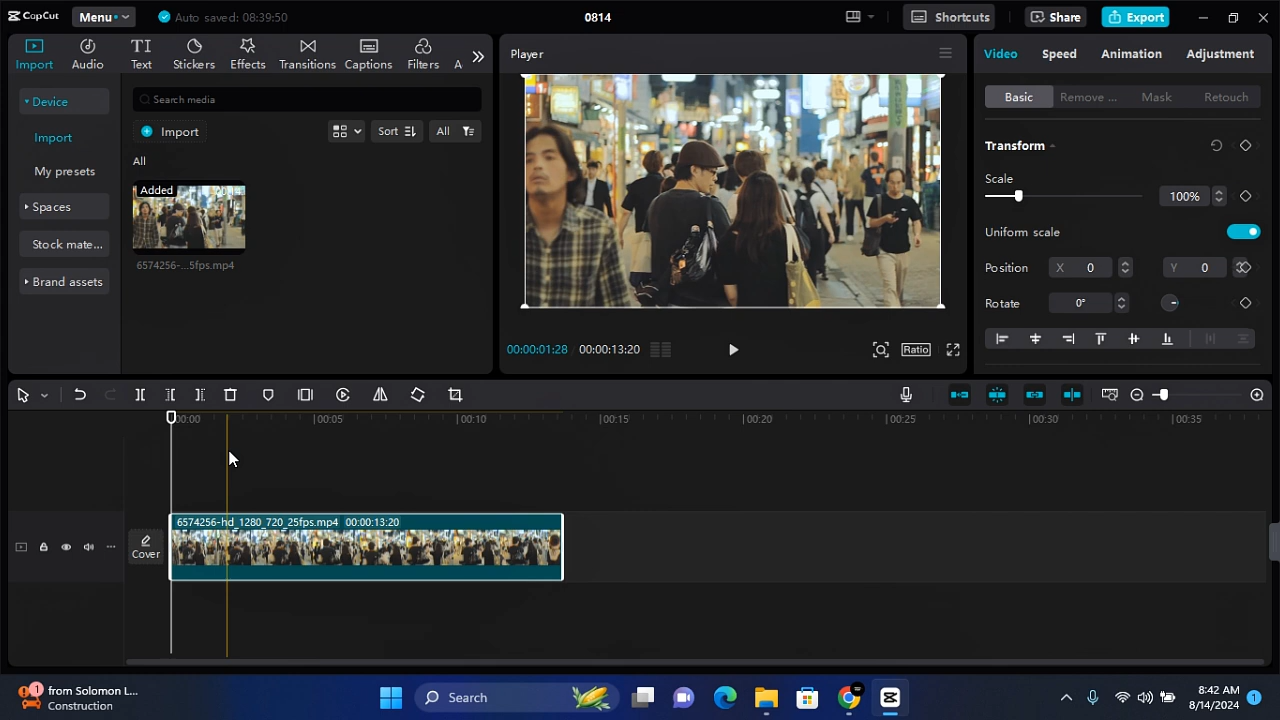 CapCut
Menu
Auto saved: 08:39:50
0814
Shortcuts
Share
Export
Import
Audio
Text
Stickers
Effects
Transitions
Captions
Filters
A
Device
Import
My presets
Spaces
Stock mate...
Brand assets
Search media
Import
Sort
All
All
Added
6574256-...5fps.mp4
Player
00:00:01:28
00:00:13:20
Ratio
Video
Speed
Animation
Adjustment
Basic
Remove ...
Mask
Retouch
Transform
Scale
100%
Uniform scale
Position
X 0
Y 0
Rotate
0°
00:00
00:05
00:10
00:15
00:20
00:25
00:30
00:35
Cover
6574256-hd_1280_720_25fps.mp4 00:00:13:20
1
from Solomon L...
Construction
Search
8:42 AM
8/14/2024
1